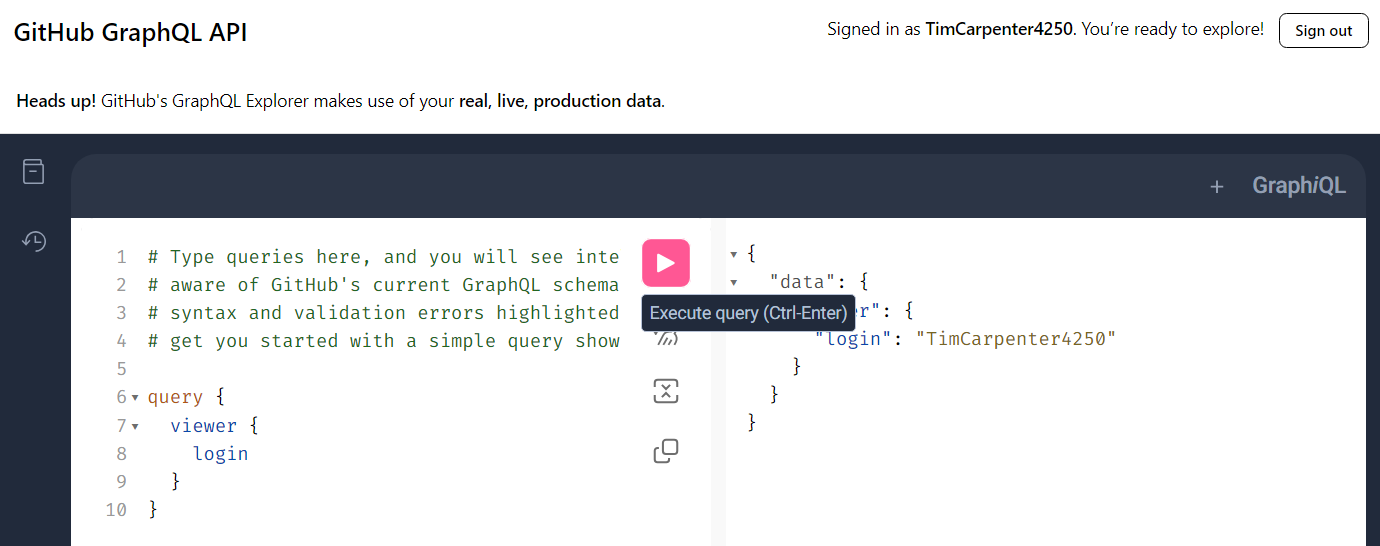 GitHub GraphQL API
Signed in as TimCarpenter4250. You’re ready to explore!
Sign out
Heads up! GitHub's GraphQL Explorer makes use of your real, live, production data.
+ GraphiQL
1 # Type queries here, and you will see inte
2 # aware of GitHub's current GraphQL schema
3 # syntax and validation errors highlighted
4 # get you started with a simple query show
5
6 query {
7 viewer {
8 login
9 }
10 }
Execute query (Ctrl-Enter)
{
"data": {
er": {
"login": "TimCarpenter4250"
}
}
}